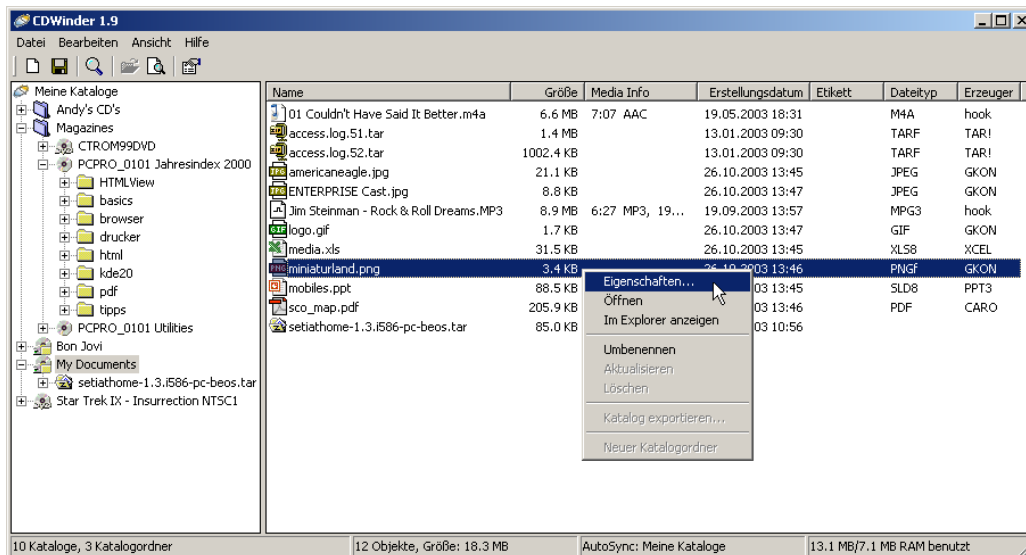 CDWinder 1.9
Datei Bearbeiten Ansicht Hilfe
Meine Kataloge
Andy's CD's
Magazines
CTROM99DVD
PCPRO_0101 Jahresindex 2000
HTMLView
basics
browser
drucker
html
kde20
pdf
tipps
PCPRO_0101 Utilities
Bon Jovi
My Documents
setiathome-1.3.i586-pc-beos.tar
Star Trek IX - Insurrection NTSC1
Name Größe Media Info Erstellungsdatum Etikett Dateityp Erzeuger
01 Couldn't Have Said It Better.m4a 6.6 MB 7:07 AAC 19.05.2003 18:31 M4A hook
access.log.51.tar 1.4 MB 13.01.2003 09:30 TARF TAR!
access.log.52.tar 1002.4 KB 13.01.2003 09:30 TARF TAR!
americaneagle.jpg 21.1 KB 26.10.2003 13:45 JPEG GKON
ENTERPRISE Cast.jpg 8.8 KB 26.10.2003 13:47 JPEG GKON
Jim Steinman - Rock & Roll Dreams.MP3 8.9 MB 6:27 MP3, 19... 19.09.2003 13:57 MPG3 hook
logo.gif 1.7 KB 26.10.2003 13:47 GIF GKON
media.xls 31.5 KB 26.10.2003 13:45 XLS8 XCEL
miniaturland.png 3.4 KB 26.10.2003 13:46 PNGf GKON
mobiles.ppt 88.5 KB 03 13:45 SLD8 PPT3
sco_map.pdf 205.9 KB 03 13:46 PDF CARO
setiathome-1.3.i586-pc-beos.tar 85.0 KB 03 10:56
Eigenschaften...
Öffnen
Im Explorer anzeigen
Umbenennen
Aktualisieren
Löschen
Katalog exportieren...
Neuer Katalogordner
10 Kataloge, 3 Katalogordner 12 Objekte, Größe: 18.3 MB AutoSync: Meine Kataloge 13.1 MB/7.1 MB RAM benutzt